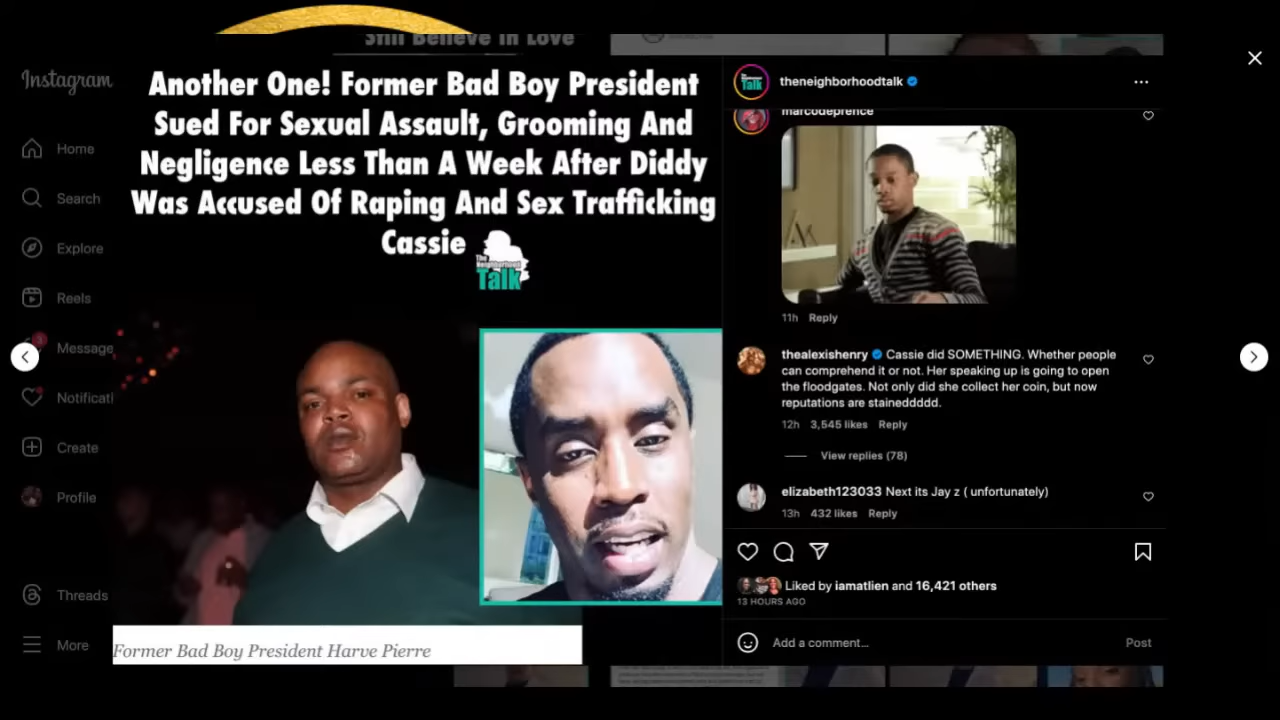 Still Believe In Love
Instagram
Home
Search
Explore
Reels
Message
Notificati
Create
Profile
Threads
More
Another One! Former Bad Boy President
Sued For Sexual Assault, Grooming And
Negligence Less Than A Week After Diddy
Was Accused Of Raping And Sex Trafficking
Cassie
The
Neighborhood
Talk
Former Bad Boy President Harve Pierre
Talk
theneighborhoodtalk
marcodeprence
11h Reply
thealexishenry Cassie did SOMETHING. Whether people
can comprehend it or not. Her speaking up is going to open
the floodgates. Not only did she collect her coin, but now
reputations are staineddddd.
12h 3,545 likes Reply
View replies (78)
elizabeth123033 Next its Jay z ( unfortunately)
13h 432 likes Reply
Liked by iamatlien and 16,421 others
13 HOURS AGO
Add a comment...
Post